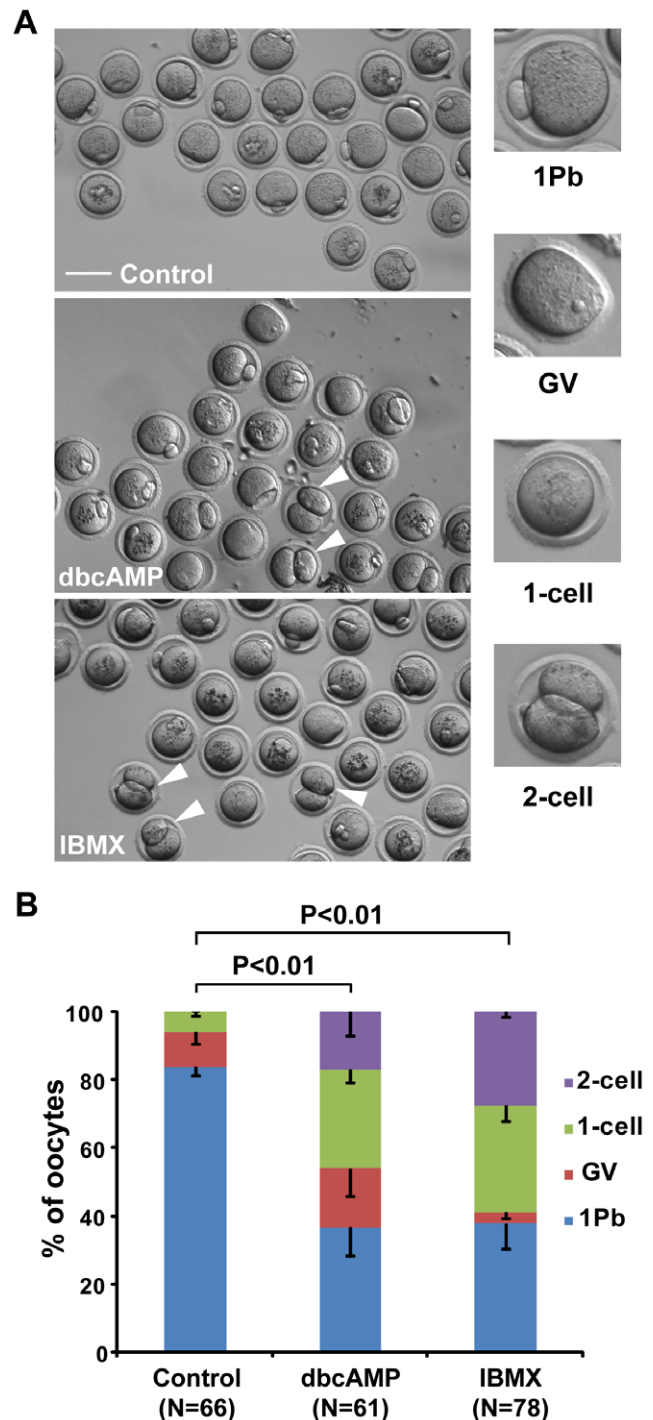 A
Control
1Pb
GV
dbcAMP
1-cell
IBMX
2-cell
B
P<0.01
P<0.01
% of oocytes
100
80
60
40
20
0
2-cell
1-cell
GV
1Pb
Control dbcAMP IBMX
(N=66) (N=61) (N=78)